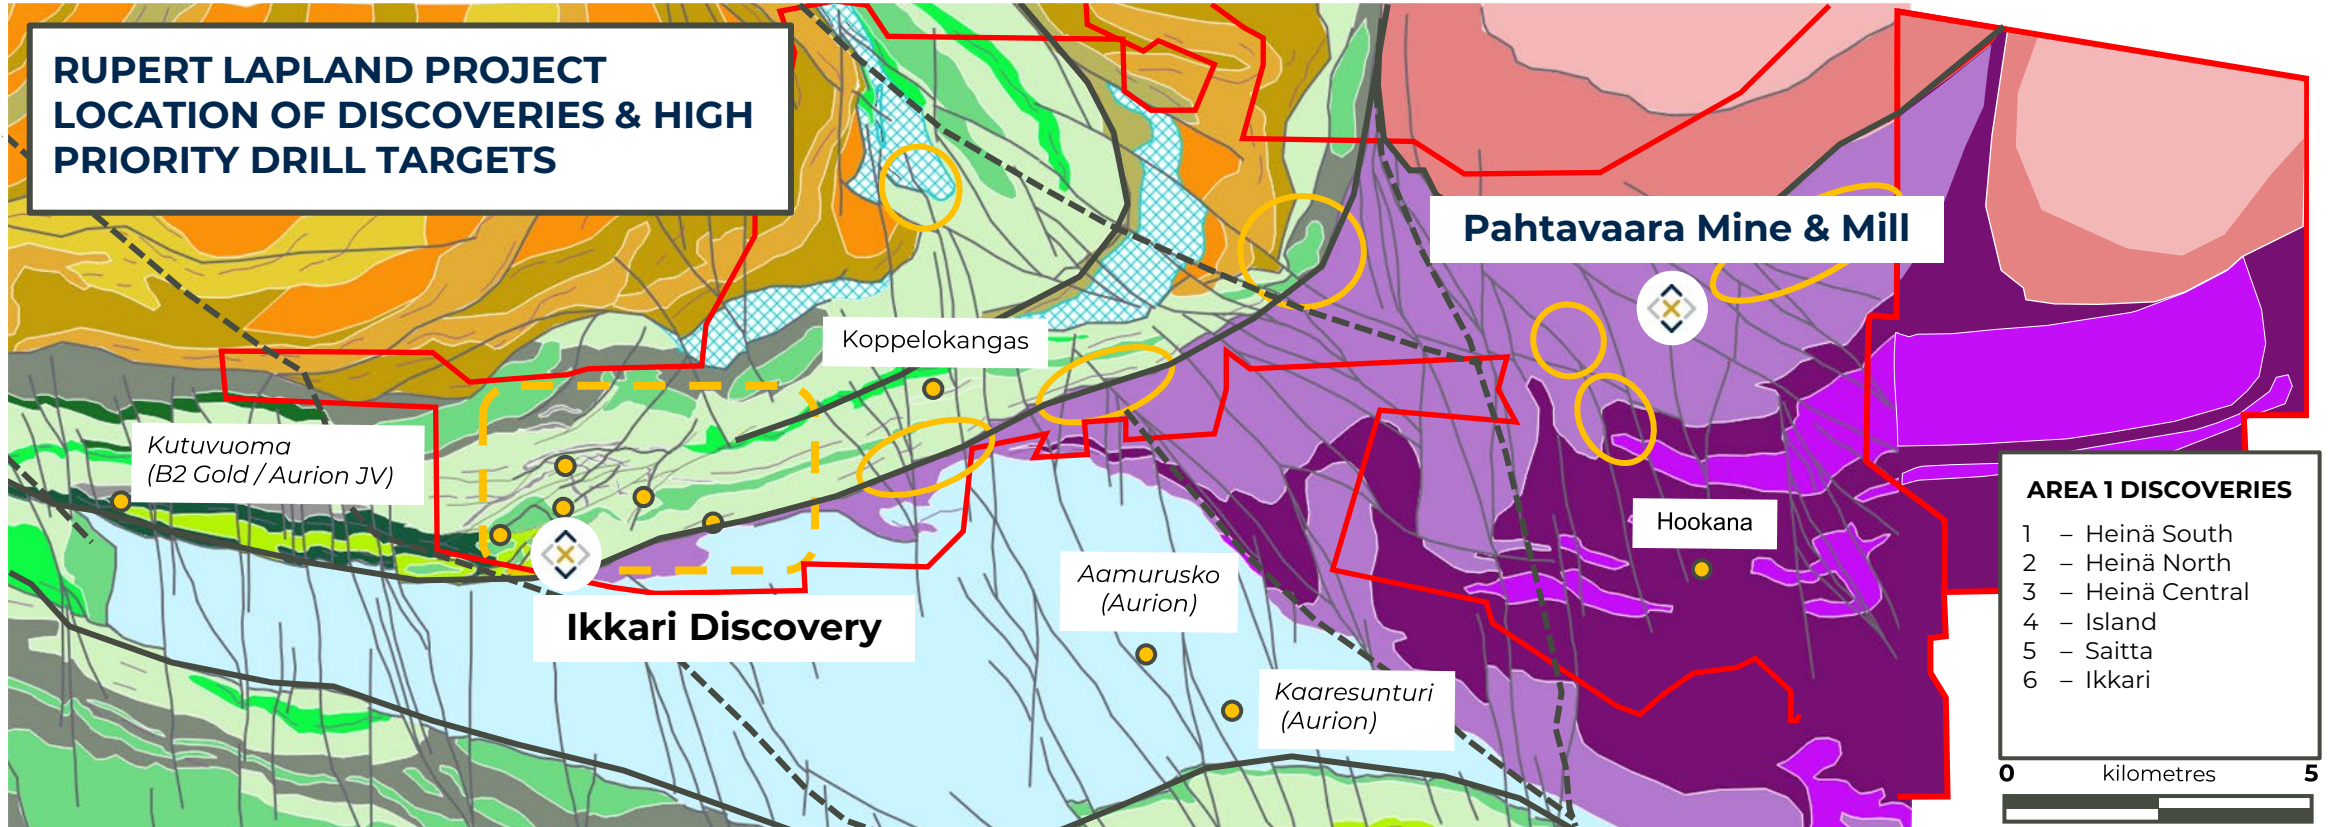 RUPERT LAPLAND PROJECT
LOCATION OF DISCOVERIES & HIGH
PRIORITY DRILL TARGETS
Pahtavaara Mine & Mill
Koppelokangas
Kutuvuoma
(B2 Gold / Aurion JV)
Hookana
Aamurusko
(Aurion)
Ikkari Discovery
Kaaresunturi
(Aurion)
AREA 1 DISCOVERIES
1 – Heinä South
2 – Heinä North
3 – Heinä Central
4 – Island
5 – Saitta
6 – Ikkari
0 kilometres 5